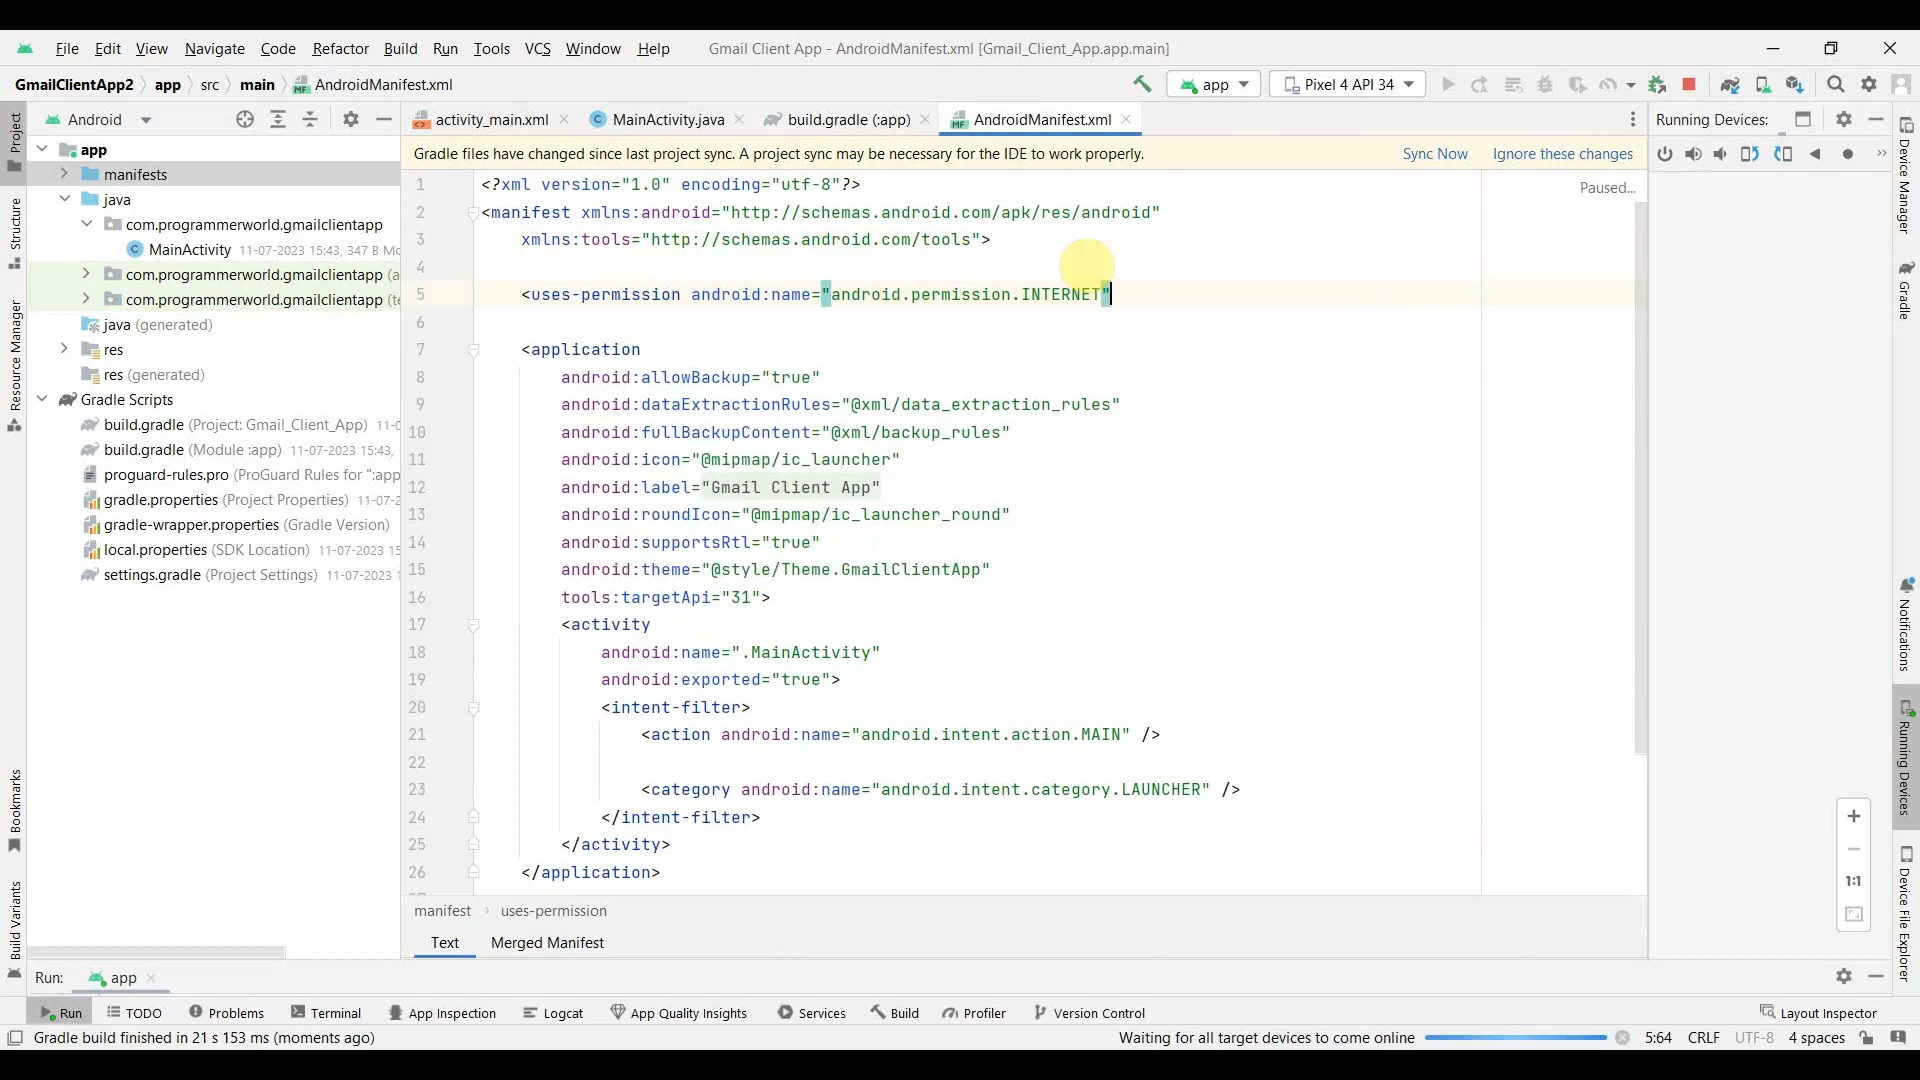 File Edit View Navigate Code Refactor Build Run Tools VCS Window Help Gmail Client App - AndroidManifest.xml [Gmail_Client_App.app.main]
GmailClientApp2 app src main AndroidManifest.xml app Pixel 4 API 34
Android activity_main.xml MainActivity.java build.gradle (:app) AndroidManifest.xml Running Devices:
Gradle files have changed since last project sync. A project sync may be necessary for the IDE to work properly. Sync Now Ignore these changes
Paused...
Project
Structure
Resource Manager
Bookmarks
Build Variants
app
manifests
java
com.programmerworld.gmailclientapp
MainActivity 11-07-2023 15:43, 347 B
com.programmerworld.gmailclientapp (a
com.programmerworld.gmailclientapp (te
java (generated)
res
res (generated)
Gradle Scripts
build.gradle (Project: Gmail_Client_App) 11-0
build.gradle (Module :app) 11-07-2023 15:43,
proguard-rules.pro (ProGuard Rules for ":app
gradle.properties (Project Properties) 11-07-2
gradle-wrapper.properties (Gradle Version)
local.properties (SDK Location) 11-07-2023 15
settings.gradle (Project Settings) 11-07-2023 1
1 <?xml version="1.0" encoding="utf-8"?>
2 <manifest xmlns:android="http://schemas.android.com/apk/res/android"
3 xmlns:tools="http://schemas.android.com/tools">
4
5 <uses-permission android:name="android.permission.INTERNET"
6
7 <application
8 android:allowBackup="true"
9 android:dataExtractionRules="@xml/data_extraction_rules"
10 android:fullBackupContent="@xml/backup_rules"
11 android:icon="@mipmap/ic_launcher"
12 android:label="Gmail Client App"
13 android:roundIcon="@mipmap/ic_launcher_round"
14 android:supportsRtl="true"
15 android:theme="@style/Theme.GmailClientApp"
16 tools:targetApi="31">
17 <activity
18 android:name=".MainActivity"
19 android:exported="true">
20 <intent-filter>
21 <action android:name="android.intent.action.MAIN" />
22
23 <category android:name="android.intent.category.LAUNCHER" />
24 </intent-filter>
25 </activity>
26 </application>
manifest uses-permission
Text Merged Manifest
Device Manager
Gradle
Notifications
Running Devices
Device File Explorer
1:1
Run: app
Run TODO Problems Terminal App Inspection Logcat App Quality Insights Services Build Profiler Version Control Layout Inspector
Gradle build finished in 21 s 153 ms (moments ago) Waiting for all target devices to come online 5:64 CRLF UTF-8 4 spaces